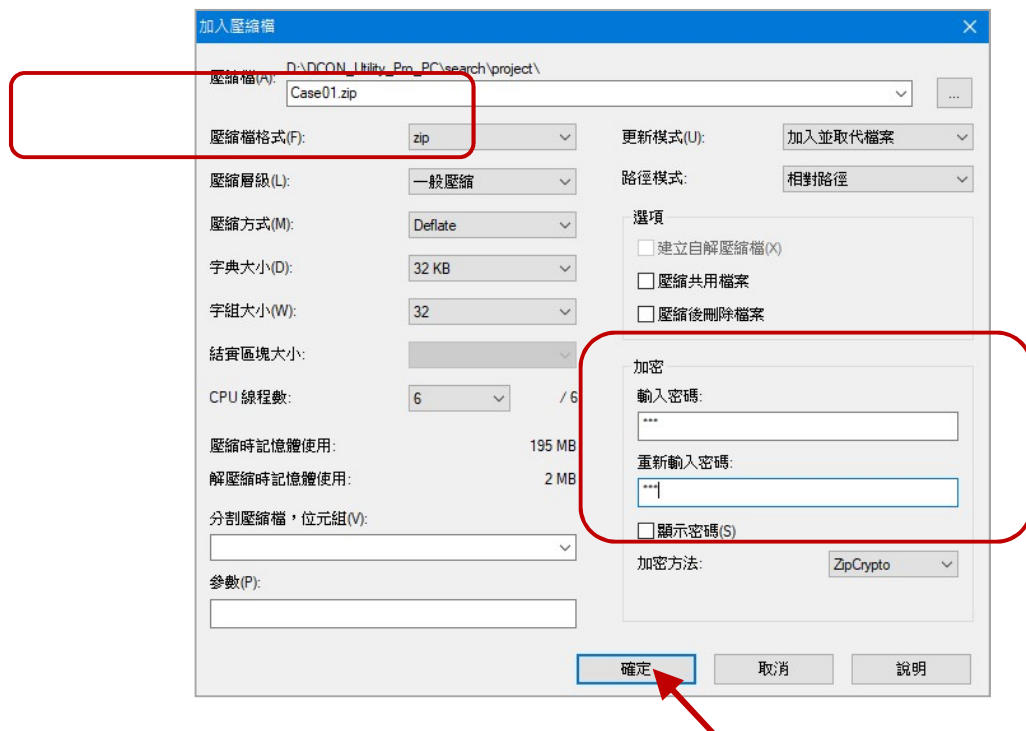 加入壓縮檔
壓縮檔(A):
D:\DCON_Utility_Pro_PC\search\project\
Case01.zip
...
壓縮檔格式(F):
zip
更新模式(U):
加入並取代檔案
壓縮層級(L):
一般壓縮
路徑模式:
相對路徑
壓縮方式(M):
Deflate
選項
建立自解壓縮檔(X)
字典大小(D):
32 KB
壓縮共用檔案
字組大小(W):
32
壓縮後刪除檔案
結實區塊大小:
加密
CPU 線程數:
6
/ 6
輸入密碼:
***
壓縮時記憶體使用:
195 MB
重新輸入密碼:
解壓縮時記憶體使用:
2 MB
***
分割壓縮檔，位元組(V):
顯示密碼(S)
加密方法:
ZipCrypto
參數(P):
確定
取消
說明